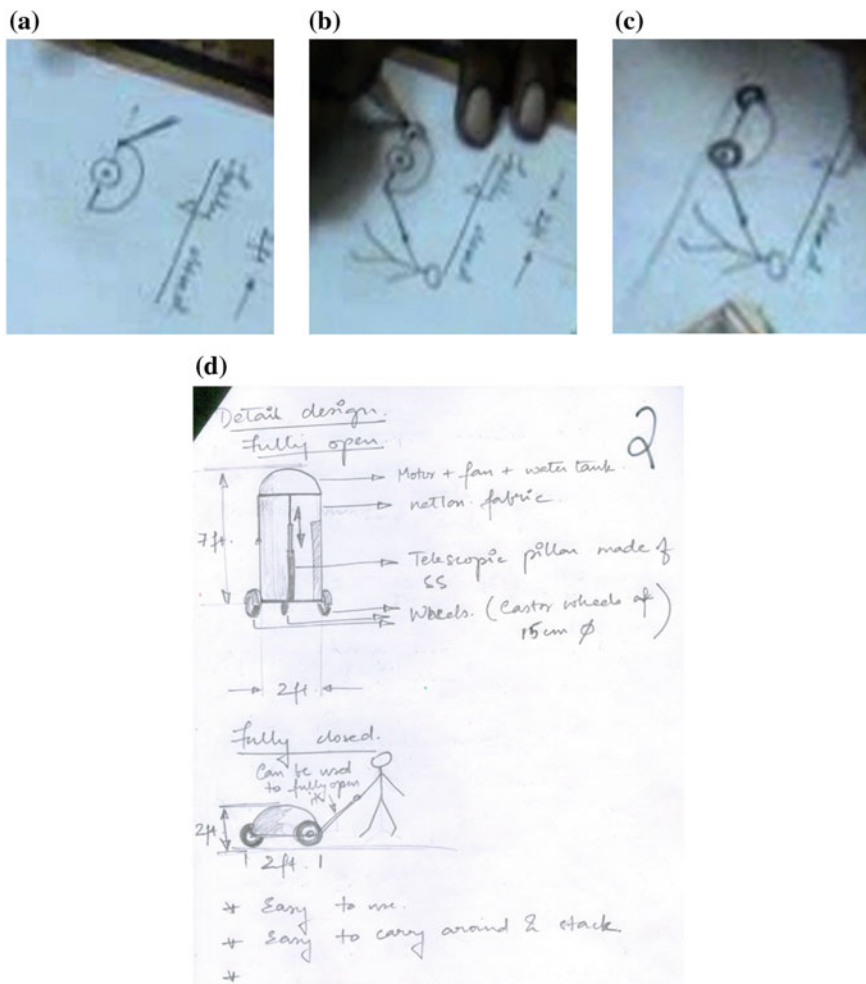 (a)
(b)
(c)
(d)
Detail design.
Fully open.
2
Motor + fan + water tank.
netlon fabric.
7ft.
Telescopic pillar made of
SS
Wheels. (Castor wheels of
15cm ϕ)
2ft.
Fully closed.
Can be used
to fully open
it
2ft
2ft.
* Easy to use.
* Easy to carry around & stack
*